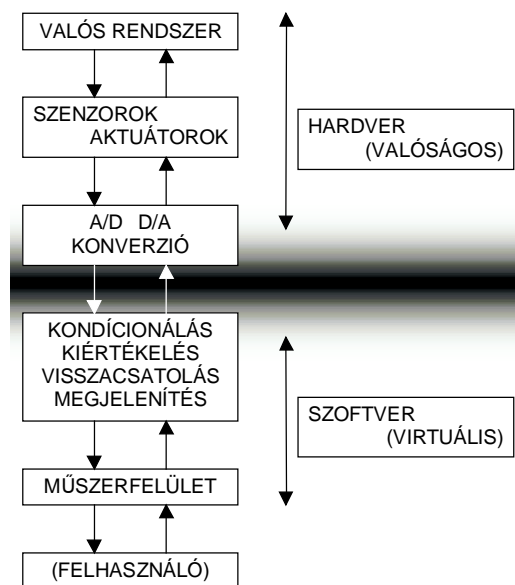 VALÓS RENDSZER
SZENZOROK
AKTUÁTOROK
HARDVER
(VALÓSÁGOS)
A/D D/A
KONVERZIÓ
KONDÍCIONÁLÁS
KIÉRTÉKELÉS
VISSZACSATOLÁS
MEGJELENÍTÉS
SZOFTVER
(VIRTUÁLIS)
MŰSZERFELÜLET
(FELHASZNÁLÓ)